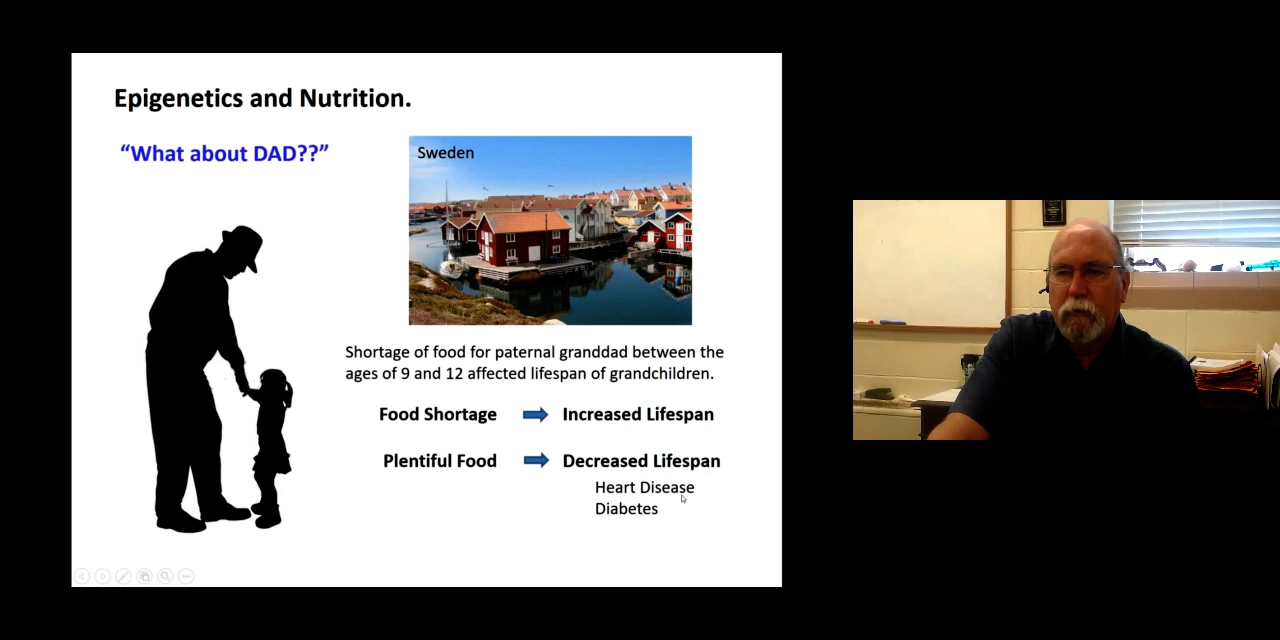 Epigenetics and Nutrition.
“What about DAD??”
Sweden
Shortage of food for paternal granddad between the
ages of 9 and 12 affected lifespan of grandchildren.
Food Shortage
Increased Lifespan
Plentiful Food
Decreased Lifespan
Heart Disease
Diabetes